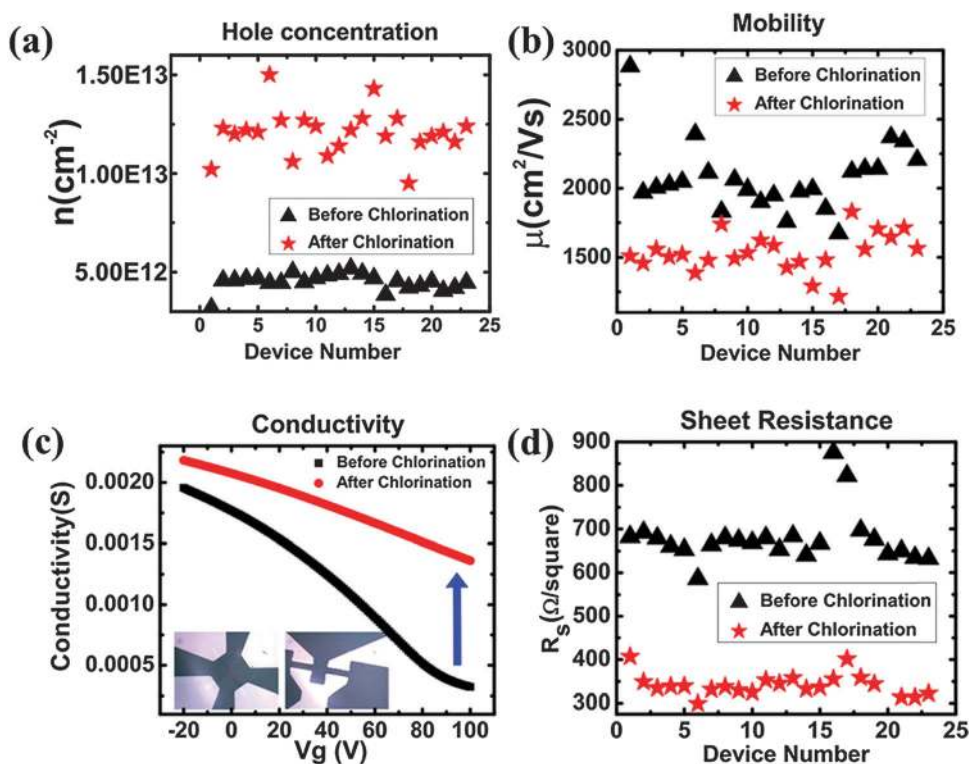 (a)
Hole concentration
n(cm⁻²)
1.50E13
1.00E13
5.00E12
Before Chlorination
After Chlorination
0 5 10 15 20 25
Device Number
(b)
Mobility
μ(cm²/Vs)
3000
2500
2000
1500
Before Chlorination
After Chlorination
0 5 10 15 20 25
Device Number
(c)
Conductivity
Conductivity(S)
0.0020
0.0015
0.0010
0.0005
Before Chlorination
After Chlorination
-20 0 20 40 60 80 100
Vg (V)
(d)
Sheet Resistance
Rₛ(Ω/square)
900
800
700
600
500
400
300
Before Chlorination
After Chlorination
0 5 10 15 20 25
Device Number